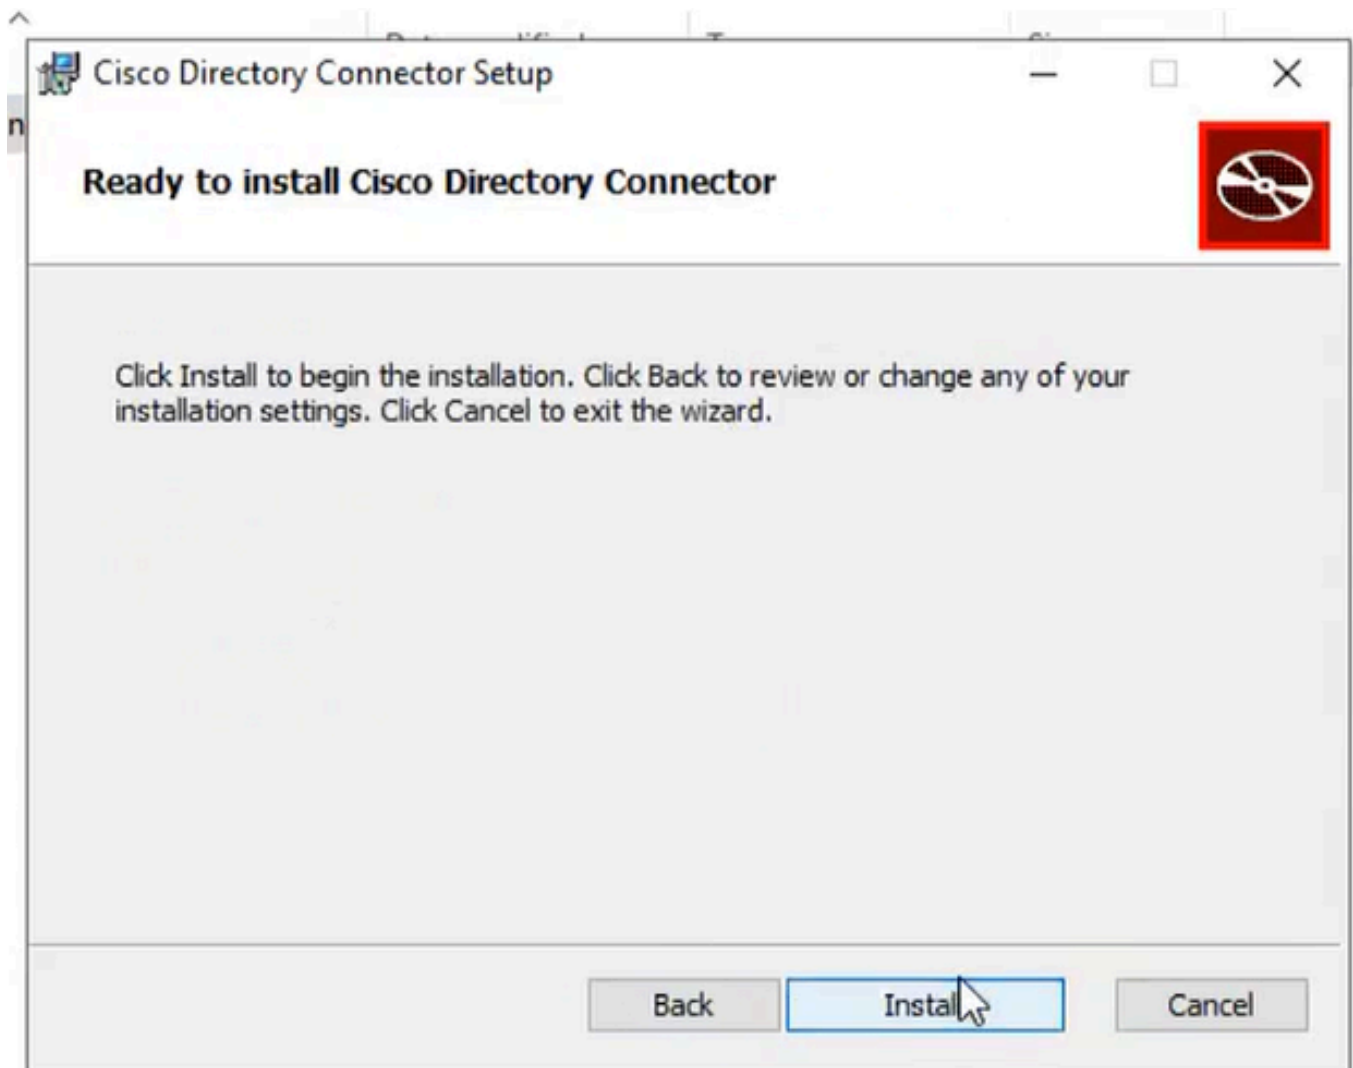 Cisco Directory Connector Setup
Ready to install Cisco Directory Connector
Click Install to begin the installation. Click Back to review or change any of your
installation settings. Click Cancel to exit the wizard.
Back
Install
Cancel